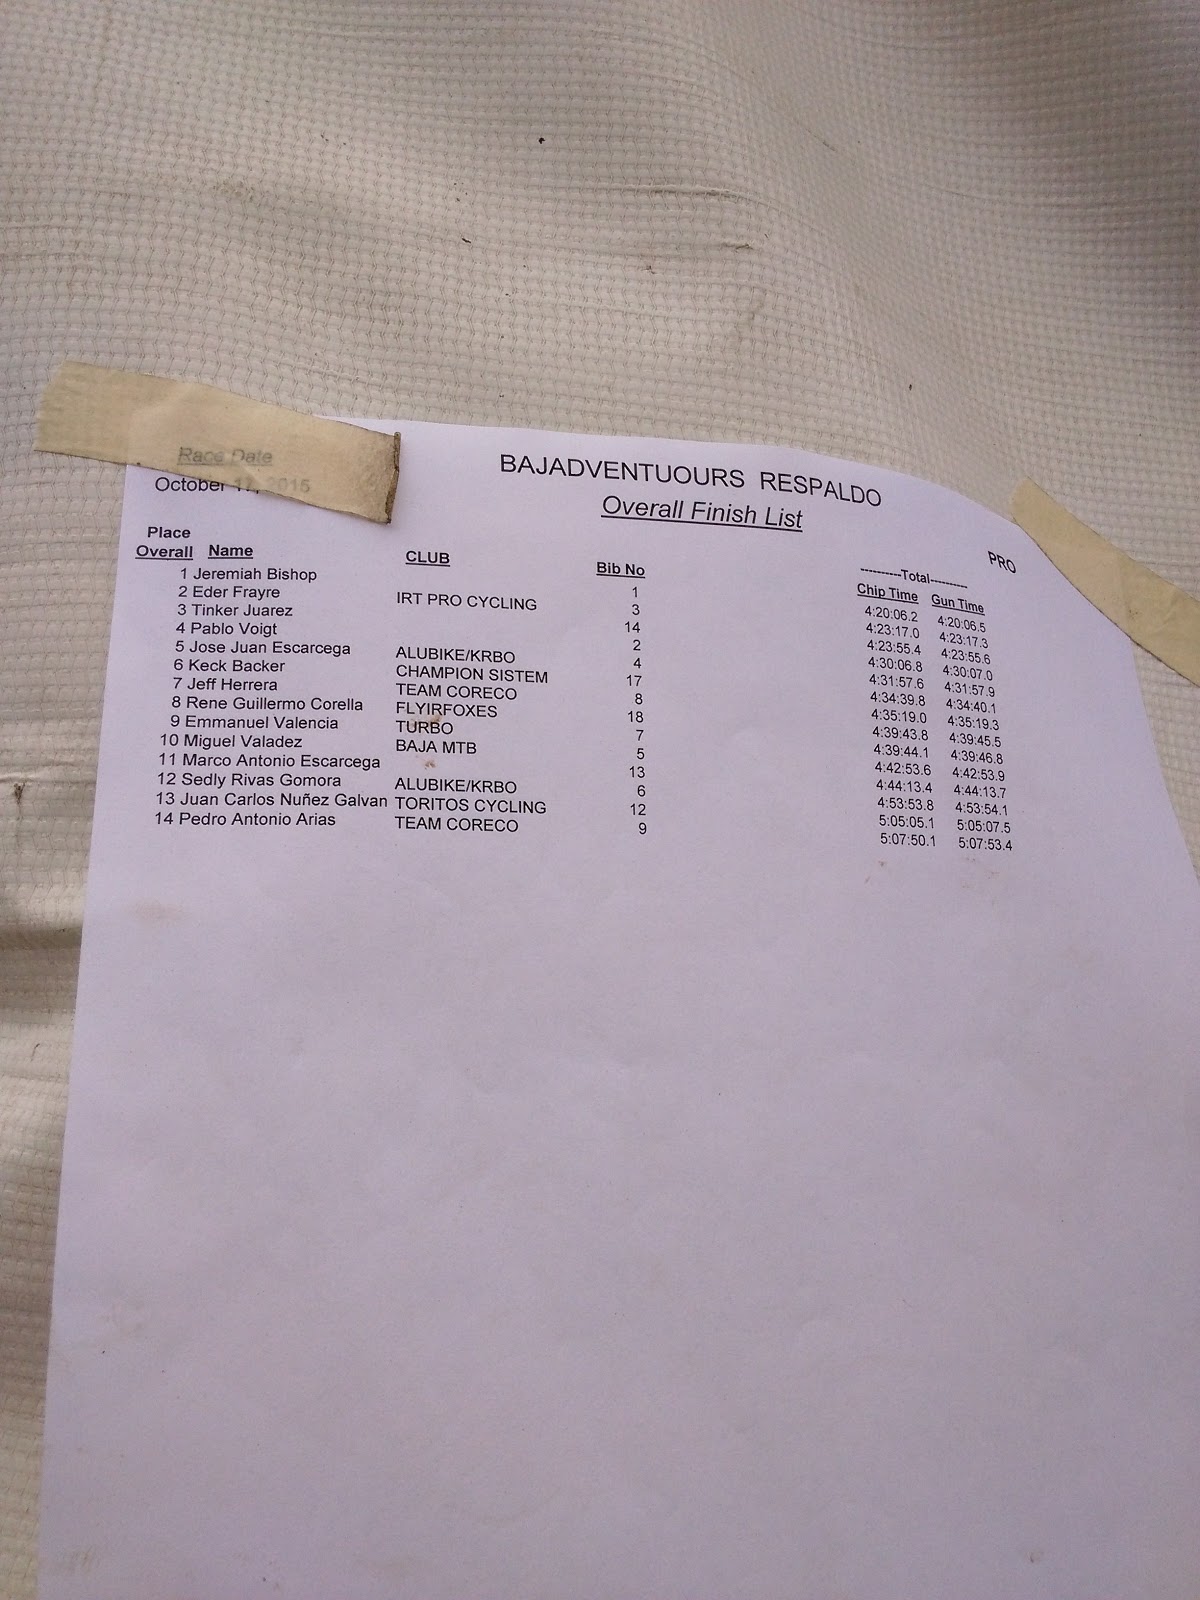 Race Date
October 2015
BAJADVENTUOURS RESPALDO
Overall Finish List
PRO
Place
----------Total----------
Overall Name CLUB Bib No Chip Time Gun Time
1 Jeremiah Bishop 1 4:20:06.2 4:20:06.5
2 Eder Frayre IRT PRO CYCLING 3 4:23:17.0 4:23:17.3
3 Tinker Juarez 14 4:23:55.4 4:23:55.6
4 Pablo Voigt 2 4:30:06.8 4:30:07.0
5 Jose Juan Escarcega ALUBIKE/KRBO 4 4:31:57.6 4:31:57.9
6 Keck Backer CHAMPION SISTEM 17 4:34:39.8 4:34:40.1
7 Jeff Herrera TEAM CORECO 8 4:35:19.0 4:35:19.3
8 Rene Guillermo Corella FLYIRFOXES 18 4:39:43.8 4:39:45.5
9 Emmanuel Valencia TURBO 7 4:39:44.1 4:39:46.8
10 Miguel Valadez BAJA MTB 5 4:42:53.6 4:42:53.9
11 Marco Antonio Escarcega 13 4:44:13.4 4:44:13.7
12 Sedly Rivas Gomora ALUBIKE/KRBO 6 4:53:53.8 4:53:54.1
13 Juan Carlos Nuñez Galvan TORITOS CYCLING 12 5:05:05.1 5:05:07.5
14 Pedro Antonio Arias TEAM CORECO 9 5:07:50.1 5:07:53.4